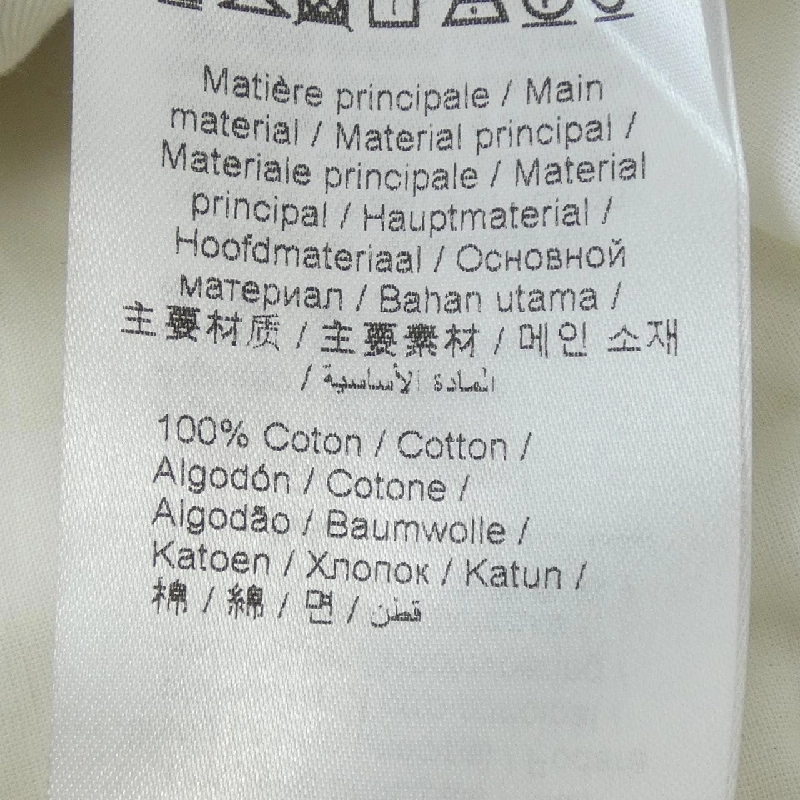 Matière principale / Main
material / Material principal /
Materiale principale / Material
principal / Hauptmaterial /
Hoofdmateriaal / Основной
материал / Bahan utama /
主要材质 / 主要素材 / 메인 소재
/ المادة الأساسية
100% Coton / Cotton /
Algodón / Cotone /
Algodão / Baumwolle /
Katoen / Хлопок / Katun /
棉 / 綿 / 면 / قطن